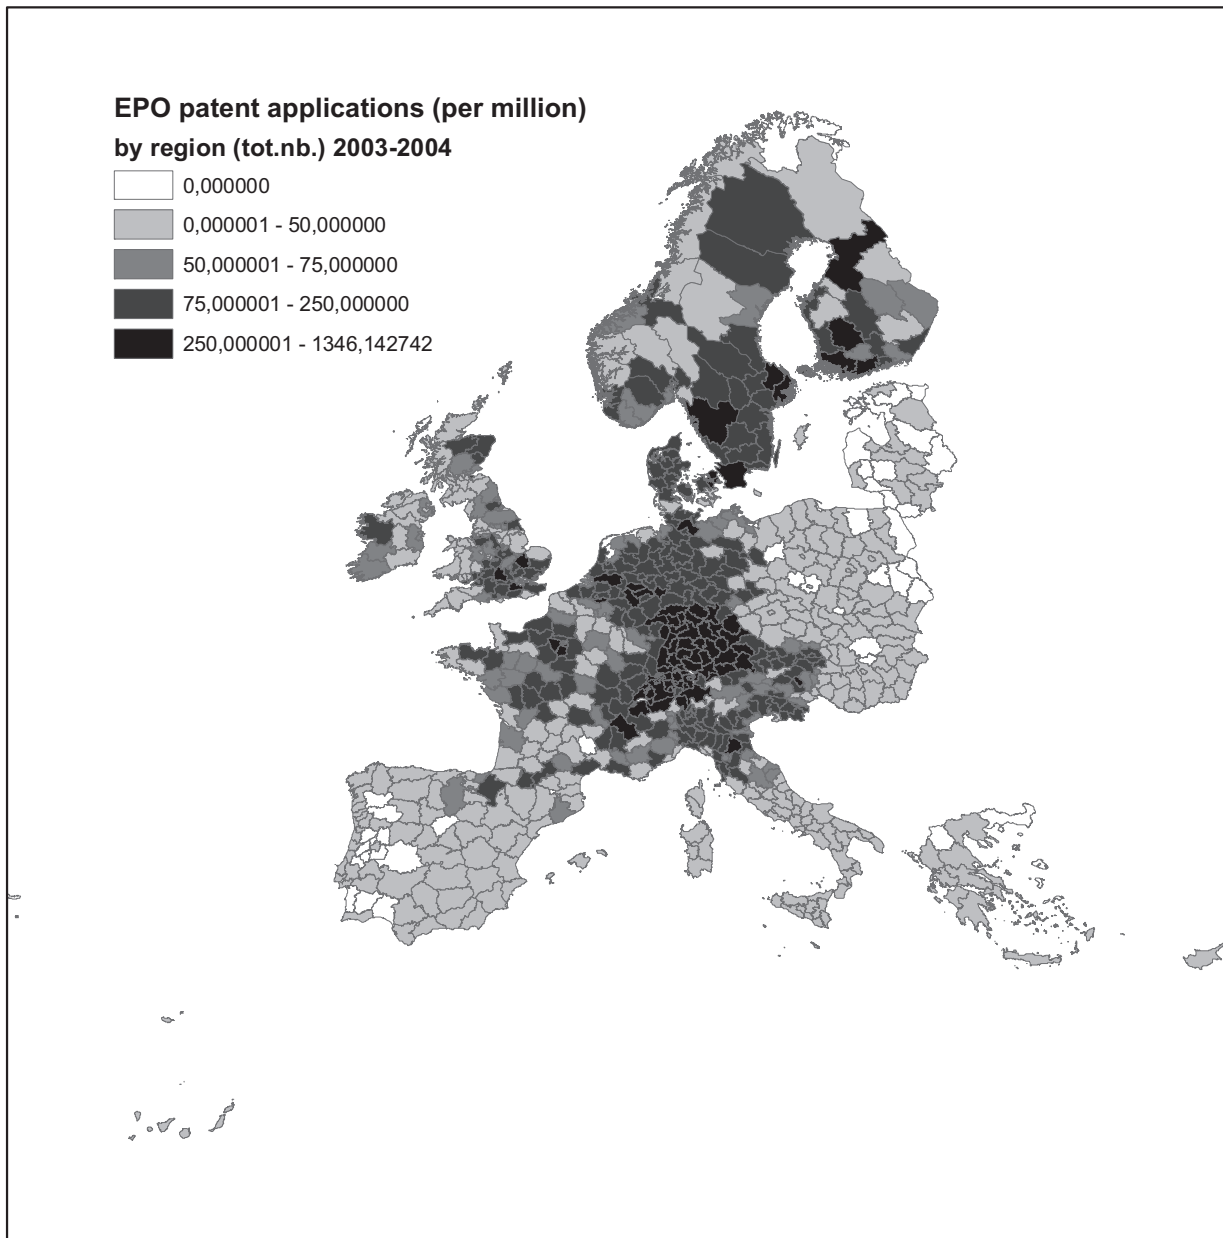 EPO patent applications (per million)
by region (tot.nb.) 2003-2004
0,000000
0,000001 - 50,000000
50,000001 - 75,000000
75,000001 - 250,000000
250,000001 - 1346,142742